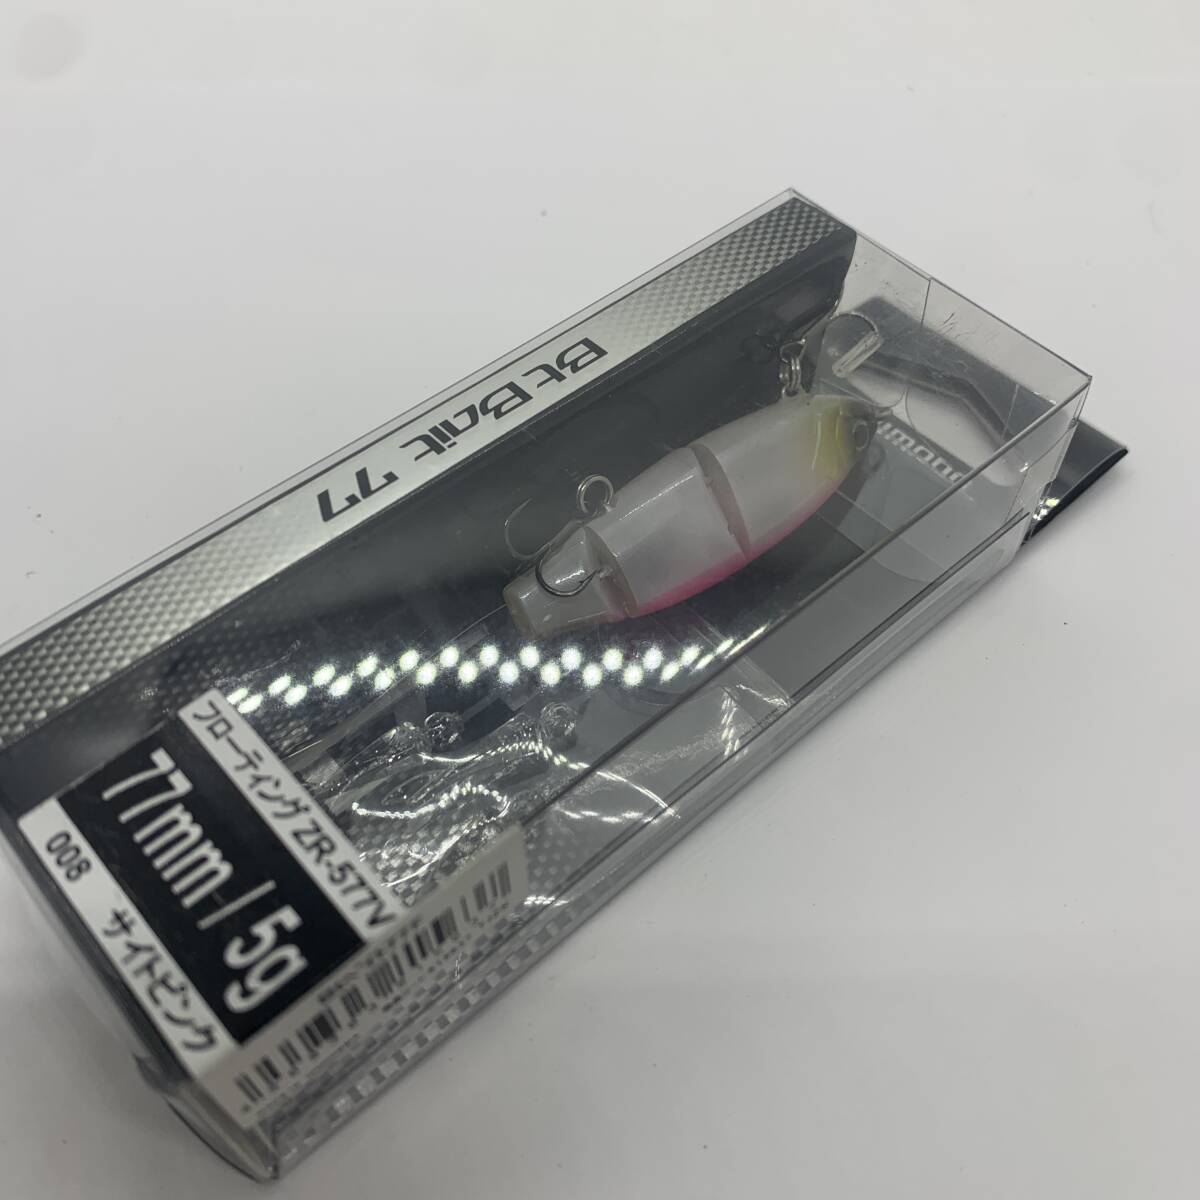 Bt Bait 77
フローティング ZR-577V
77mm/5g
008 サイトピンク